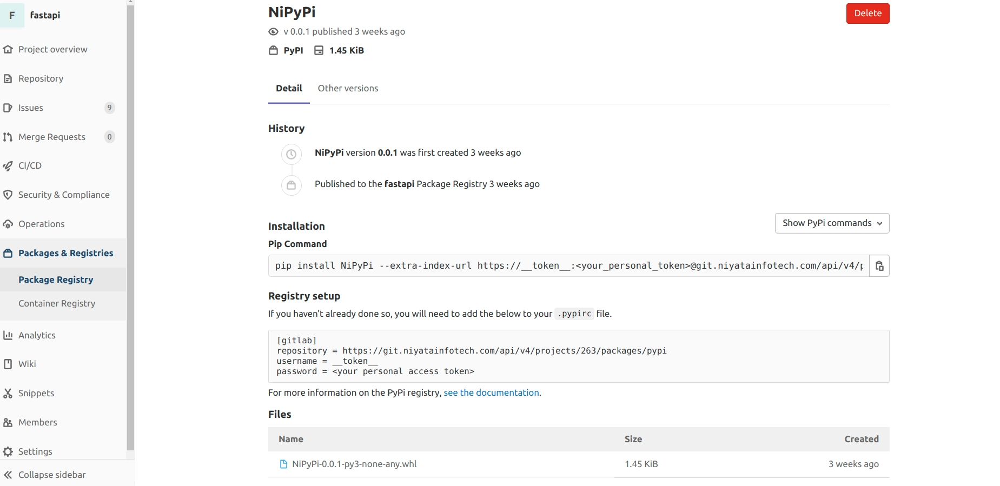 F fastapi
Project overview
Repository
Issues 9
Merge Requests 0
CI/CD
Security & Compliance
Operations
Packages & Registries
Package Registry
Container Registry
Analytics
Wiki
Snippets
Members
Settings
Collapse sidebar
NiPyPi
Delete
v 0.0.1 published 3 weeks ago
PyPI 1.45 KiB
Detail Other versions
History
NiPyPi version 0.0.1 was first created 3 weeks ago
Published to the fastapi Package Registry 3 weeks ago
Installation
Show PyPi commands
Pip Command
pip install NiPyPi --extra-index-url https://__token__:<your_personal_token>@git.niyatainfotech.com/api/v4/p
Registry setup
If you haven't already done so, you will need to add the below to your .pypirc file.
[gitlab]
repository = https://git.niyatainfotech.com/api/v4/projects/263/packages/pypi
username = __token__
password = <your personal access token>
For more information on the PyPi registry, see the documentation.
Files
Name Size Created
NiPyPi-0.0.1-py3-none-any.whl 1.45 KiB 3 weeks ago